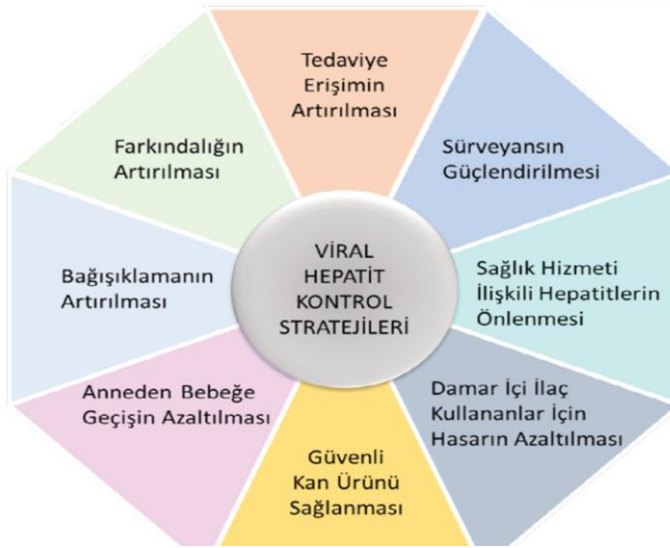 Tedaviye
Erişimin
Artırılması
Sürveyansın
Güçlendirilmesi
Sağlık Hizmeti
İlişkili Hepatitlerin
Önlenmesi
Damar İçi İlaç
Kullananlar İçin
Hasarın Azaltılması
Güvenli
Kan Ürünü
Sağlanması
Anneden Bebeğe
Geçişin Azaltılması
Bağışıklamanın
Artırılması
Farkındalığın
Artırılması
VİRAL
HEPATİT
KONTROL
STRATEJİLERİ